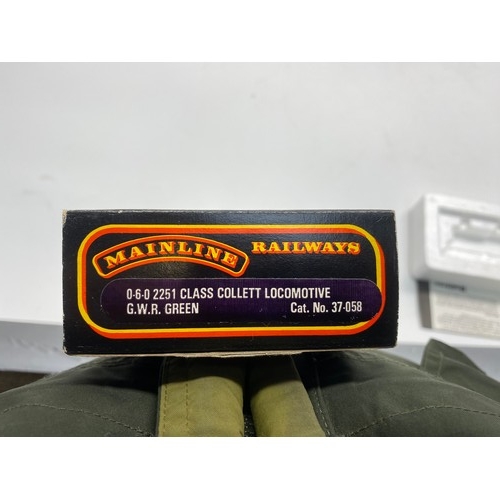 MAINLINE RAILWAYS
0-6-0 2251 CLASS COLLETT LOCOMOTIVE
G.W.R. GREEN Cat. No. 37-058